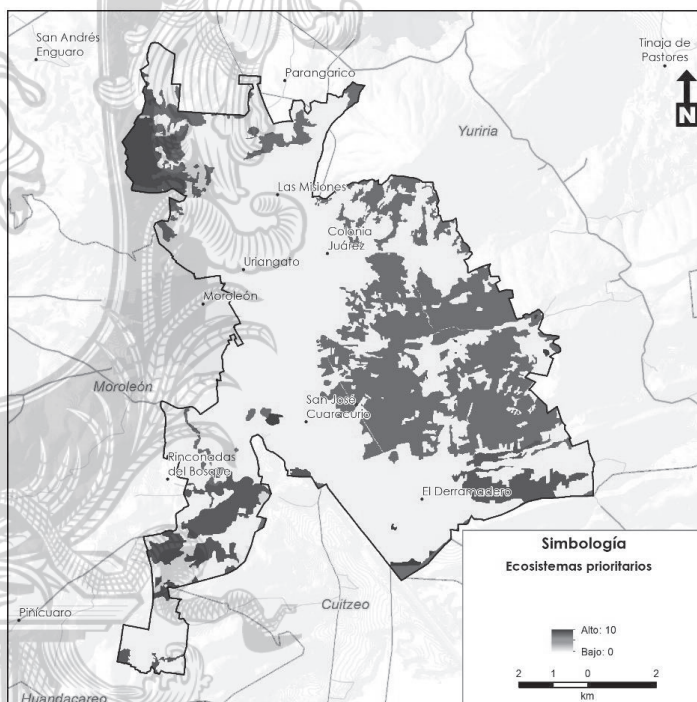 San Andrés
Enguaro
Tinaja de
Pastores
Parangarico
N
Yuriria
Las Misiones
Colonia
Juárez
Uriangato
Moroleón
Moroleón
San José
Cuaracurio
Rinconadas
del Bosque
El Derramadero
Cuitzeo
Piñícuaro
Huandacareo
Simbología
Ecosistemas prioritarios
Alto: 10
Bajo: 0
2 1 0 2
km